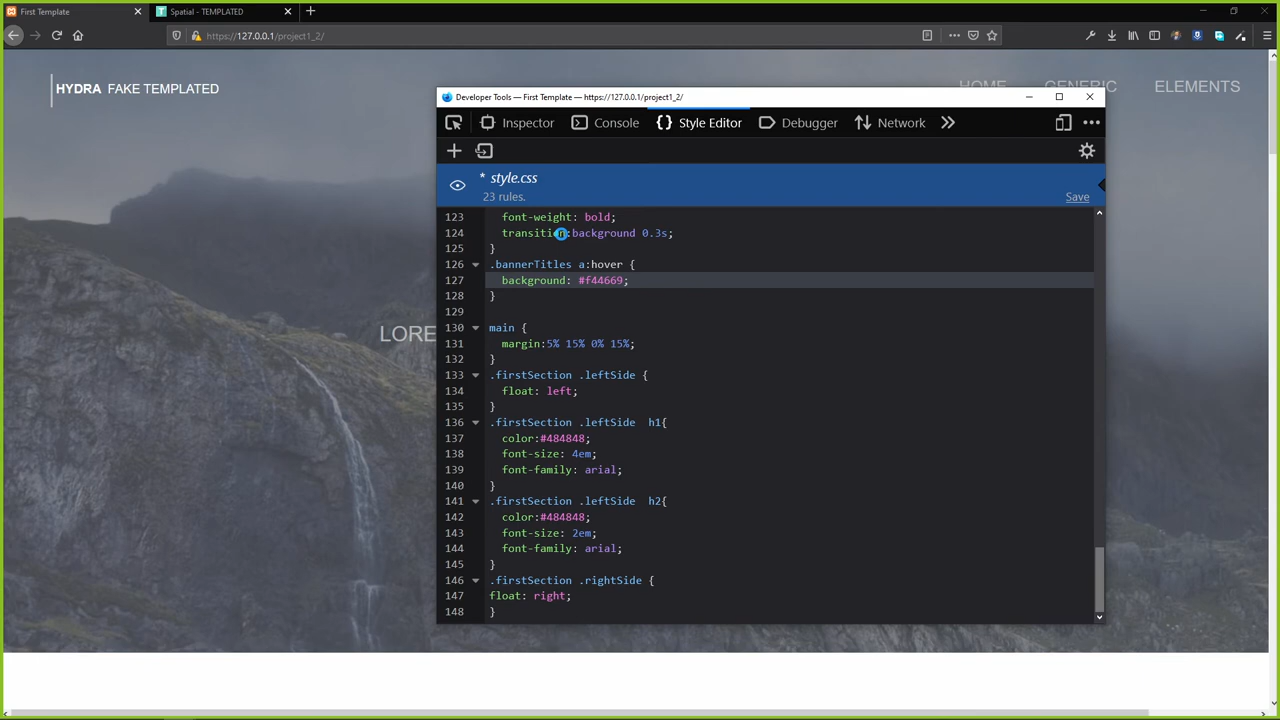 First Template
Spatial - TEMPLATED
https://127.0.0.1/project1_2/
HYDRA FAKE TEMPLATED
HOME GENERIC ELEMENTS
Developer Tools — First Template — https://127.0.0.1/project1_2/
Inspector Console {} Style Editor Debugger Network
* style.css
23 rules.
Save
123 font-weight: bold;
124 transition:background 0.3s;
125 }
126 .bannerTitles a:hover {
127 background: #f44669;
128 }
129
130 main {
131 margin:5% 15% 0% 15%;
132 }
133 .firstSection .leftSide {
134 float: left;
135 }
136 .firstSection .leftSide  h1{
137 color:#484848;
138 font-size: 4em;
139 font-family: arial;
140 }
141 .firstSection .leftSide  h2{
142 color:#484848;
143 font-size: 2em;
144 font-family: arial;
145 }
146 .firstSection .rightSide {
147 float: right;
148 }
LORE